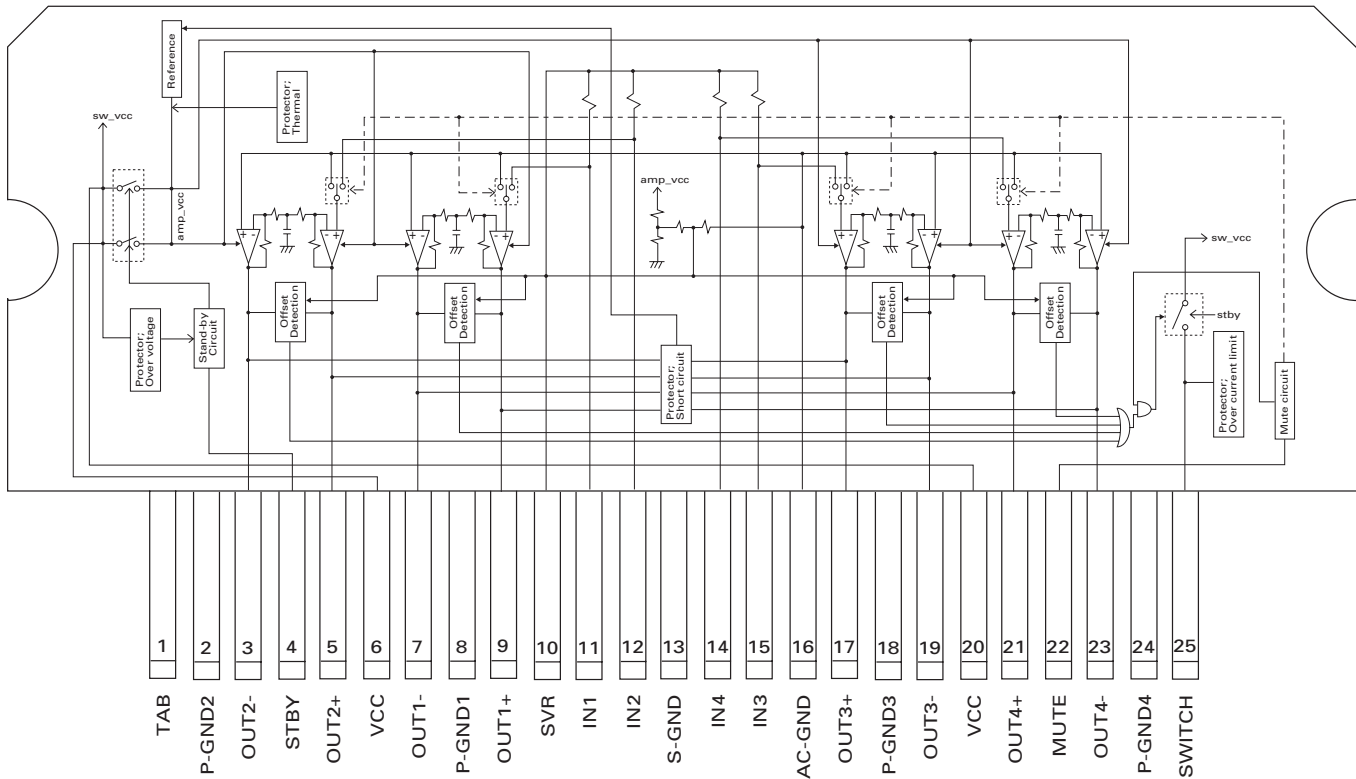 Reference
Protector;
Thermal
sw_vcc
amp_vcc
amp_vcc
+ -
- +
+ -
- +
+ -
- +
+ -
- +
sw_vcc
stby
Offset
Detection
Offset
Detection
Offset
Detection
Offset
Detection
Protector;
Over voltage
Stand-by
Circuit
Protector;
Short circuit
Protector;
Over current limit
Mute circuit
1
2
3
4
5
6
7
8
9
10
11
12
13
14
15
16
17
18
19
20
21
22
23
24
25
TAB
P-GND2
OUT2-
STBY
OUT2+
VCC
OUT1-
P-GND1
OUT1+
SVR
IN1
IN2
S-GND
IN4
IN3
AC-GND
OUT3+
P-GND3
OUT3-
VCC
OUT4+
MUTE
OUT4-
P-GND4
SWITCH